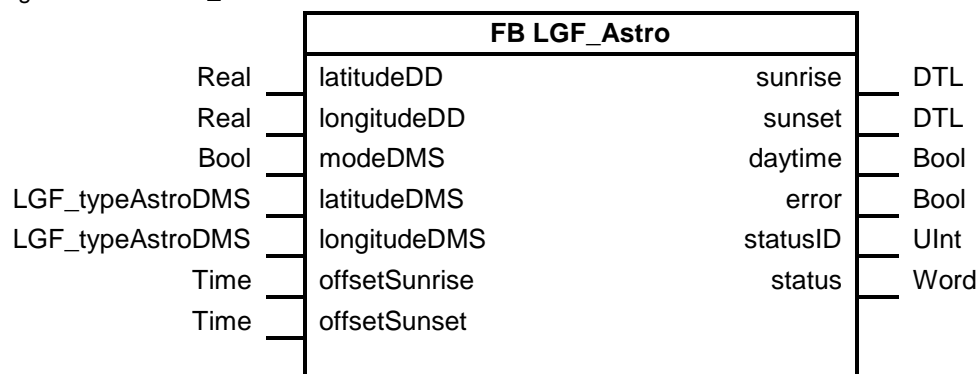 FB LGF_Astro
Real latitudeDD sunrise DTL
Real longitudeDD sunset DTL
Bool modeDMS daytime Bool
LGF_typeAstroDMS latitudeDMS error Bool
LGF_typeAstroDMS longitudeDMS statusID UInt
Time offsetSunrise status Word
Time offsetSunset